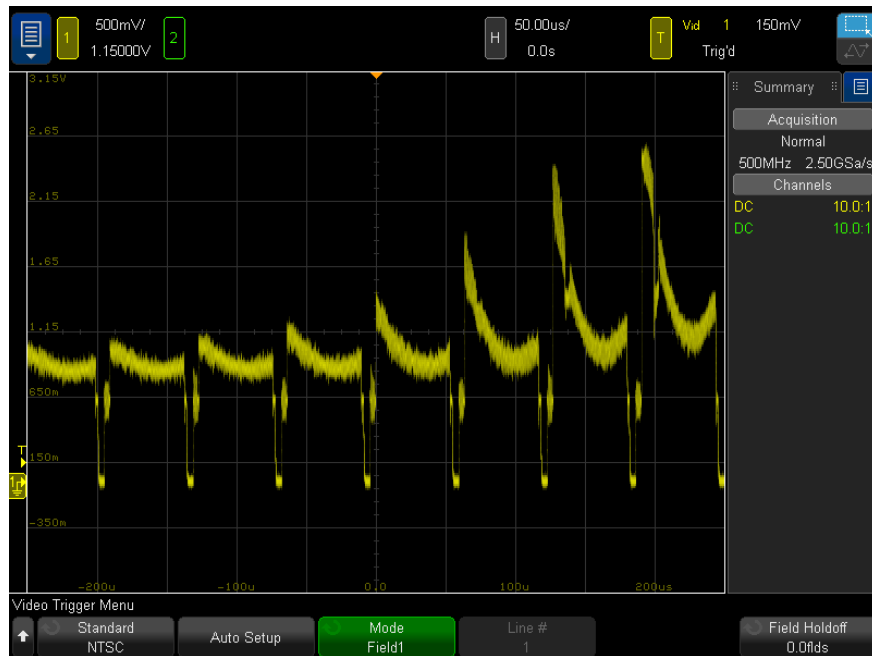 1
500mV/
1.15000V
2
H
50.00us/
0.0s
T
Vid 1 150mV
Trig'd
3.15V
2.65
2.15
1.65
1.15
650m
T
150m
1
-350m
-200u
-100u
0.0
100u
200us
Summary
Acquisition
Normal
500MHz 2.50GSa/s
Channels
DC 10.0:1
DC 10.0:1
Video Trigger Menu
Standard
NTSC
Auto Setup
Mode
Field1
Line #
1
Field Holdoff
0.0flds